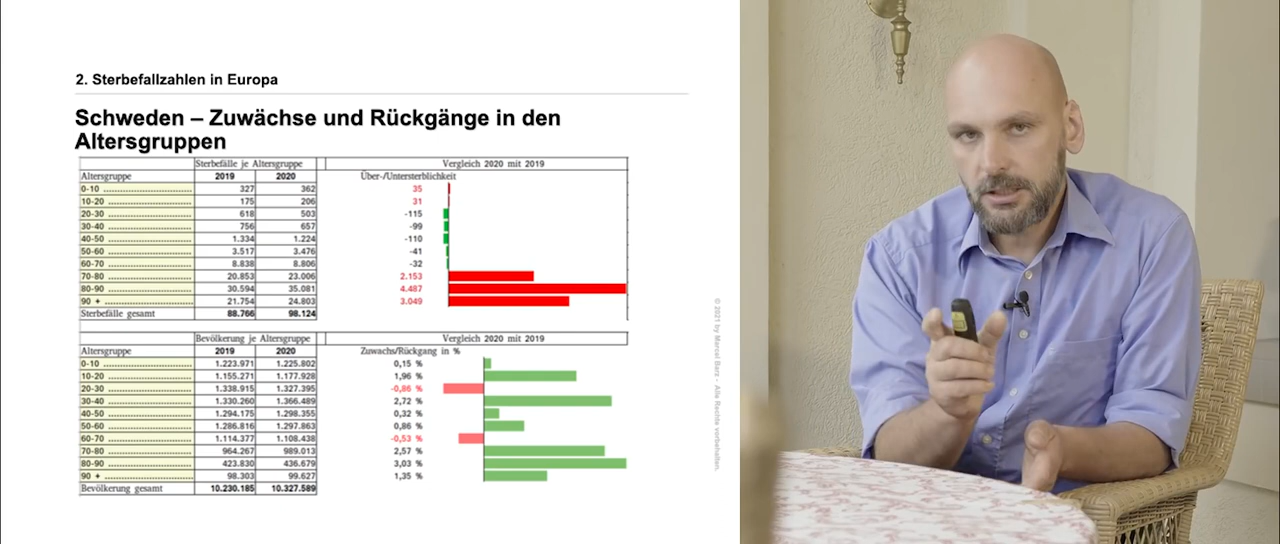 2. Sterbefallzahlen in Europa
Schweden – Zuwächse und Rückgänge in den
Altersgruppen
Sterbefälle je Altersgruppe Vergleich 2020 mit 2019
Altersgruppe 2019 2020 Über-/Untersterblichkeit
0-10 327 362 35
10-20 175 206 31
20-30 618 503 -115
30-40 756 657 -99
40-50 1.334 1.224 -110
50-60 3.517 3.476 -41
60-70 8.838 8.806 -32
70-80 20.853 23.006 2.153
80-90 30.594 35.081 4.487
90 + 21.754 24.803 3.049
Sterbefälle gesamt 88.766 98.124
Bevölkerung je Altersgruppe Vergleich 2020 mit 2019
Altersgruppe 2019 2020 Zuwachs/Rückgang in %
0-10 1.223.971 1.225.802 0,15 %
10-20 1.155.271 1.177.928 1,96 %
20-30 1.338.915 1.327.395 -0,86 %
30-40 1.330.260 1.366.489 2,72 %
40-50 1.294.175 1.298.355 0,32 %
50-60 1.286.816 1.297.863 0,86 %
60-70 1.114.377 1.108.438 -0,53 %
70-80 964.267 989.013 2,57 %
80-90 423.830 436.679 3,03 %
90 + 98.303 99.627 1,35 %
Bevölkerung gesamt 10.230.185 10.327.589
© 2021 by Marcel Barz - Alle Rechte vorbehalten.